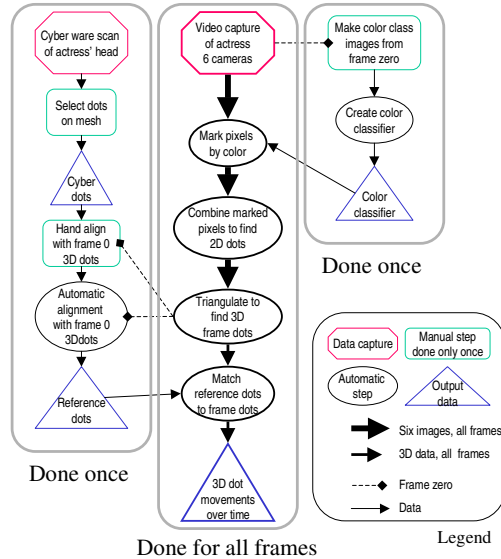 Cyber ware scan of
actress' head
Select dots
on mesh
Cyber
dots
Hand align
with frame 0
3D dots
Automatic
alignment
with frame 0
3Ddots
Reference
dots
Done once
Video capture
of actress
6 cameras
Mark pixels
by color
Combine marked
pixels to find
2D dots
Triangulate to
find 3D
frame dots
Match
reference dots
to frame dots
3D dot
movements
over time
Done for all frames
Make color class
images from
frame zero
Create color
classifier
Color
classifier
Done once
Data capture
Manual step
done only once
Automatic
step
Output
data
Six images, all frames
3D data, all frames
Frame zero
Data
Legend